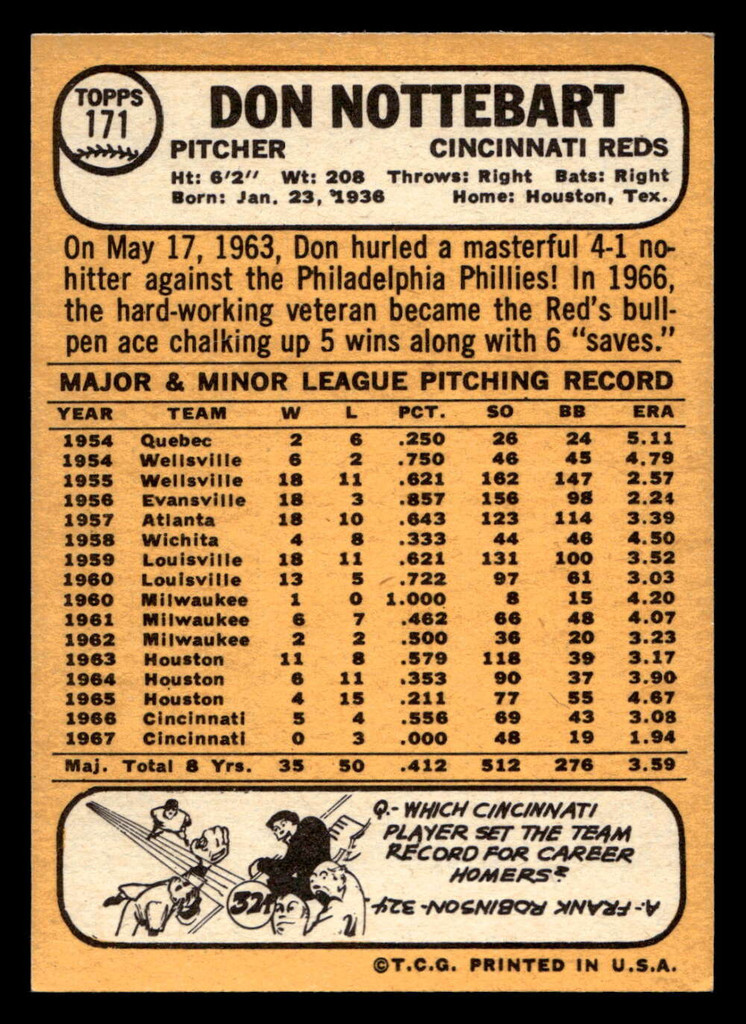 TOPPS
171
DON NOTTEBART
PITCHER CINCINNATI REDS
Ht: 6'2" Wt: 208 Throws: Right Bats: Right
Born: Jan. 23, 1936 Home: Houston, Tex.
On May 17, 1963, Don hurled a masterful 4-1 no-
hitter against the Philadelphia Phillies! In 1966,
the hard-working veteran became the Red's bull-
pen ace chalking up 5 wins along with 6 "saves."
MAJOR & MINOR LEAGUE PITCHING RECORD
YEAR TEAM W L PCT. SO BB ERA
1954 Quebec 2 6 .250 26 24 5.11
1954 Wellsville 6 2 .750 46 45 4.79
1955 Wellsville 18 11 .621 162 147 2.57
1956 Evansville 18 3 .857 156 98 2.24
1957 Atlanta 18 10 .643 123 114 3.39
1958 Wichita 4 8 .333 44 46 4.50
1959 Louisville 18 11 .621 131 100 3.52
1960 Louisville 13 5 .722 97 61 3.03
1960 Milwaukee 1 0 1.000 8 15 4.20
1961 Milwaukee 6 7 .462 66 48 4.07
1962 Milwaukee 2 2 .500 36 20 3.23
1963 Houston 11 8 .579 118 39 3.17
1964 Houston 6 11 .353 90 37 3.90
1965 Houston 4 15 .211 77 55 4.67
1966 Cincinnati 5 4 .556 69 43 3.08
1967 Cincinnati 0 3 .000 48 19 1.94
Maj. Total 8 Yrs. 35 50 .412 512 276 3.59
Q.- WHICH CINCINNATI
PLAYER SET THE TEAM
RECORD FOR CAREER
HOMERS?
A-FRANK ROBINSON-324.
324
©T.C.G. PRINTED IN U.S.A.